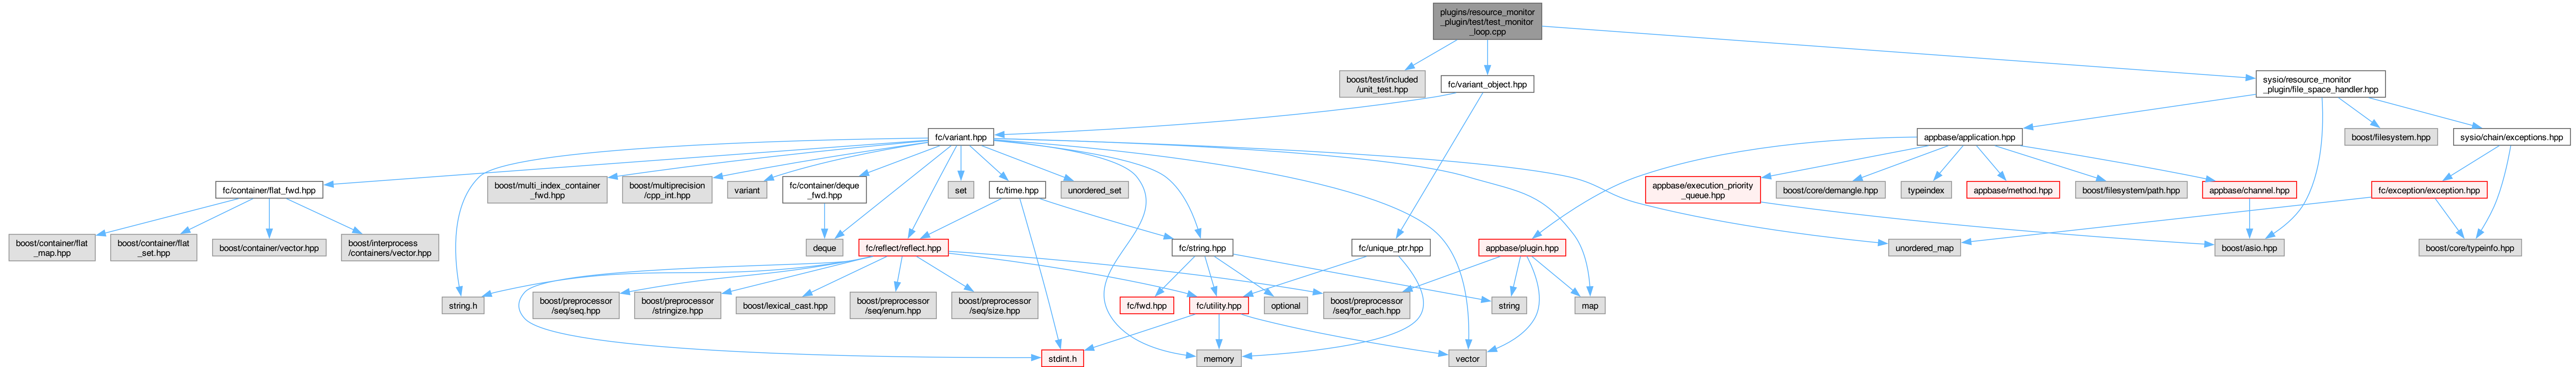 plugins/resource_monitor
_plugin/test/test_monitor
_loop.cpp
boost/test/included
/unit_test.hpp
fc/variant_object.hpp
sysio/resource_monitor
_plugin/file_space_handler.hpp
fc/variant.hpp
appbase/application.hpp
boost/filesystem.hpp
sysio/chain/exceptions.hpp
fc/container/flat_fwd.hpp
boost/multi_index_container
_fwd.hpp
boost/multiprecision
/cpp_int.hpp
variant
fc/container/deque
_fwd.hpp
set
fc/time.hpp
unordered_set
appbase/execution_priority
_queue.hpp
boost/core/demangle.hpp
typeindex
appbase/method.hpp
boost/filesystem/path.hpp
appbase/channel.hpp
fc/exception/exception.hpp
boost/container/flat
_map.hpp
boost/container/flat
_set.hpp
boost/container/vector.hpp
boost/interprocess
/containers/vector.hpp
deque
fc/reflect/reflect.hpp
fc/string.hpp
fc/unique_ptr.hpp
appbase/plugin.hpp
unordered_map
boost/asio.hpp
boost/core/typeinfo.hpp
string.h
boost/preprocessor
/seq/seq.hpp
boost/preprocessor
/stringize.hpp
boost/lexical_cast.hpp
boost/preprocessor
/seq/enum.hpp
boost/preprocessor
/seq/size.hpp
fc/fwd.hpp
fc/utility.hpp
optional
boost/preprocessor
/seq/for_each.hpp
string
map
stdint.h
memory
vector